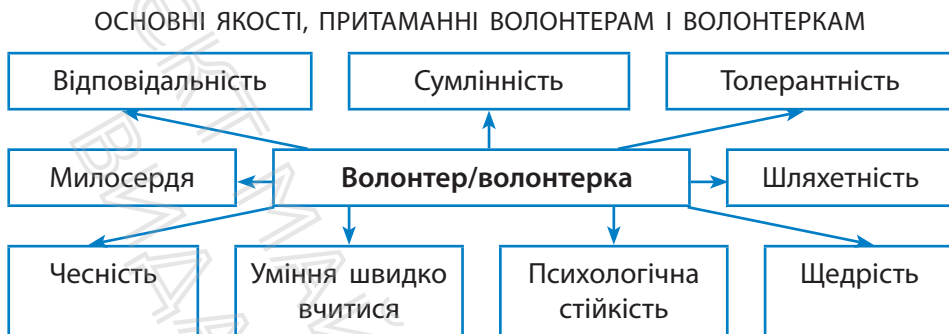 ОСНОВНІ ЯКОСТІ, ПРИТАМАННІ ВОЛОНТЕРАМ І ВОЛОНТЕРКАМ
Відповідальність
Сумлінність
Толерантність
Милосердя
Волонтер/волонтерка
Шляхетність
Чесність
Уміння швидко
вчитися
Психологічна
стійкість
Щедрість